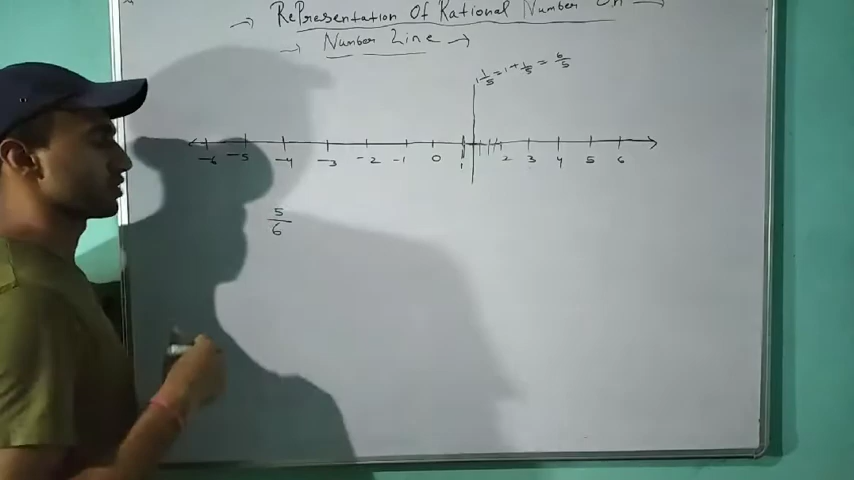 → Representation Of Rational Number On →
→ Number Line →
1 1/5 = 1 + 1/5 = 6/5
-6 -5 -4 -3 -2 -1 0 1 2 3 4 5 6
5/6